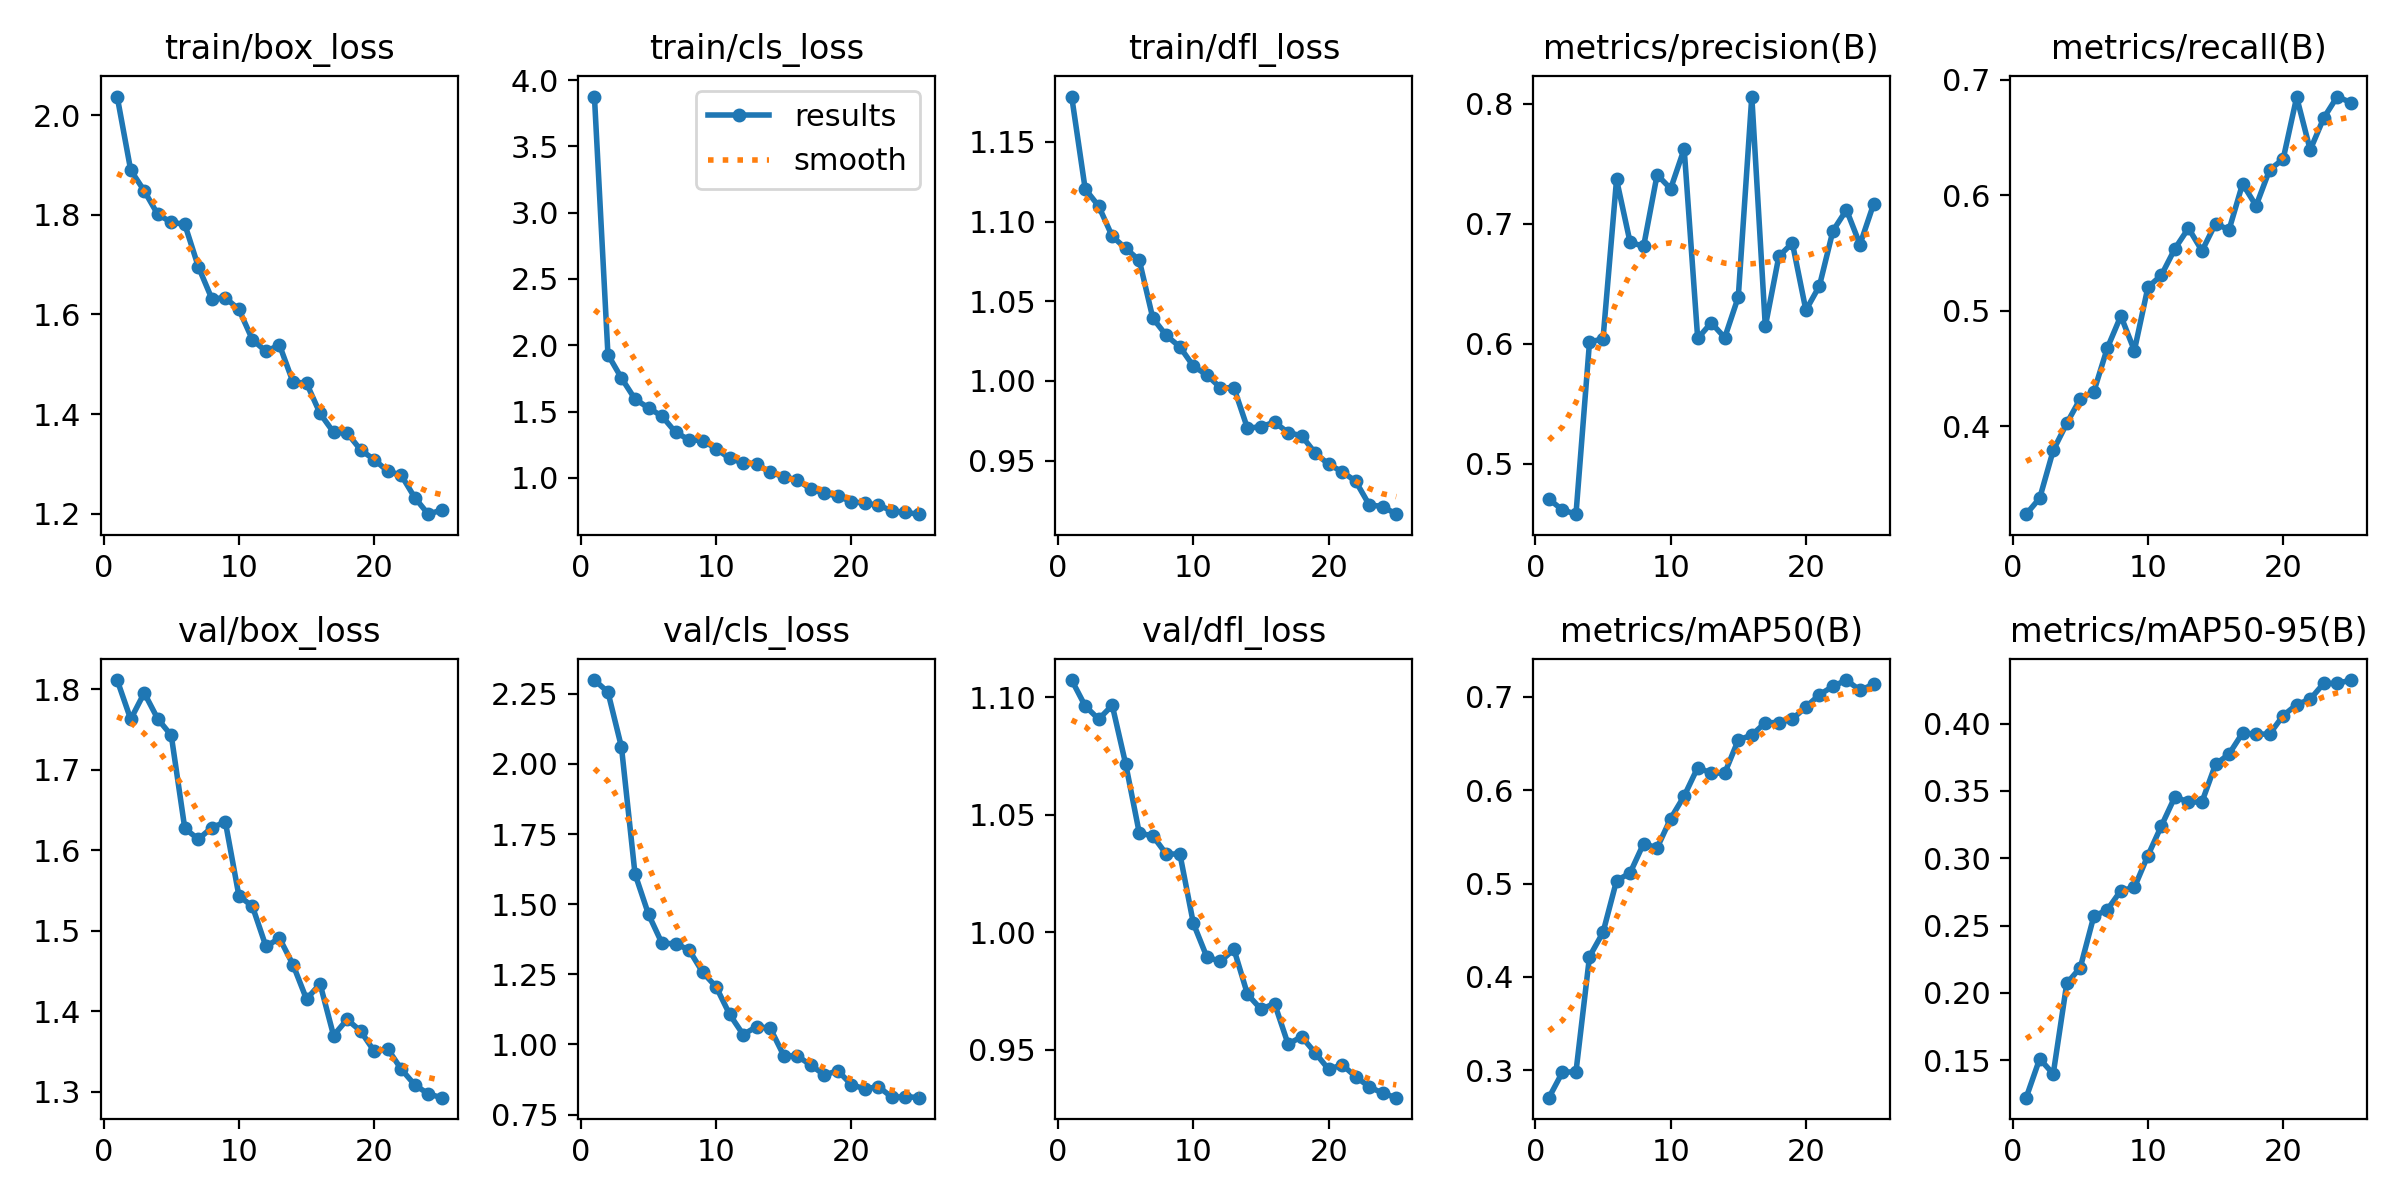 train/box_loss
2.0
1.8
1.6
1.4
1.2
0 10 20
train/cls_loss
results
smooth
4.0
3.5
3.0
2.5
2.0
1.5
1.0
0 10 20
train/dfl_loss
1.15
1.10
1.05
1.00
0.95
0 10 20
metrics/precision(B)
0.8
0.7
0.6
0.5
0 10 20
metrics/recall(B)
0.7
0.6
0.5
0.4
0 10 20
val/box_loss
1.8
1.7
1.6
1.5
1.4
1.3
0 10 20
val/cls_loss
2.25
2.00
1.75
1.50
1.25
1.00
0.75
0 10 20
val/dfl_loss
1.10
1.05
1.00
0.95
0 10 20
metrics/mAP50(B)
0.7
0.6
0.5
0.4
0.3
0 10 20
metrics/mAP50-95(B)
0.40
0.35
0.30
0.25
0.20
0.15
0 10 20